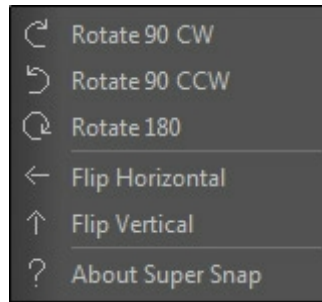 Rotate 90 CW
Rotate 90 CCW
Rotate 180
Flip Horizontal
Flip Vertical
? About Super Snap